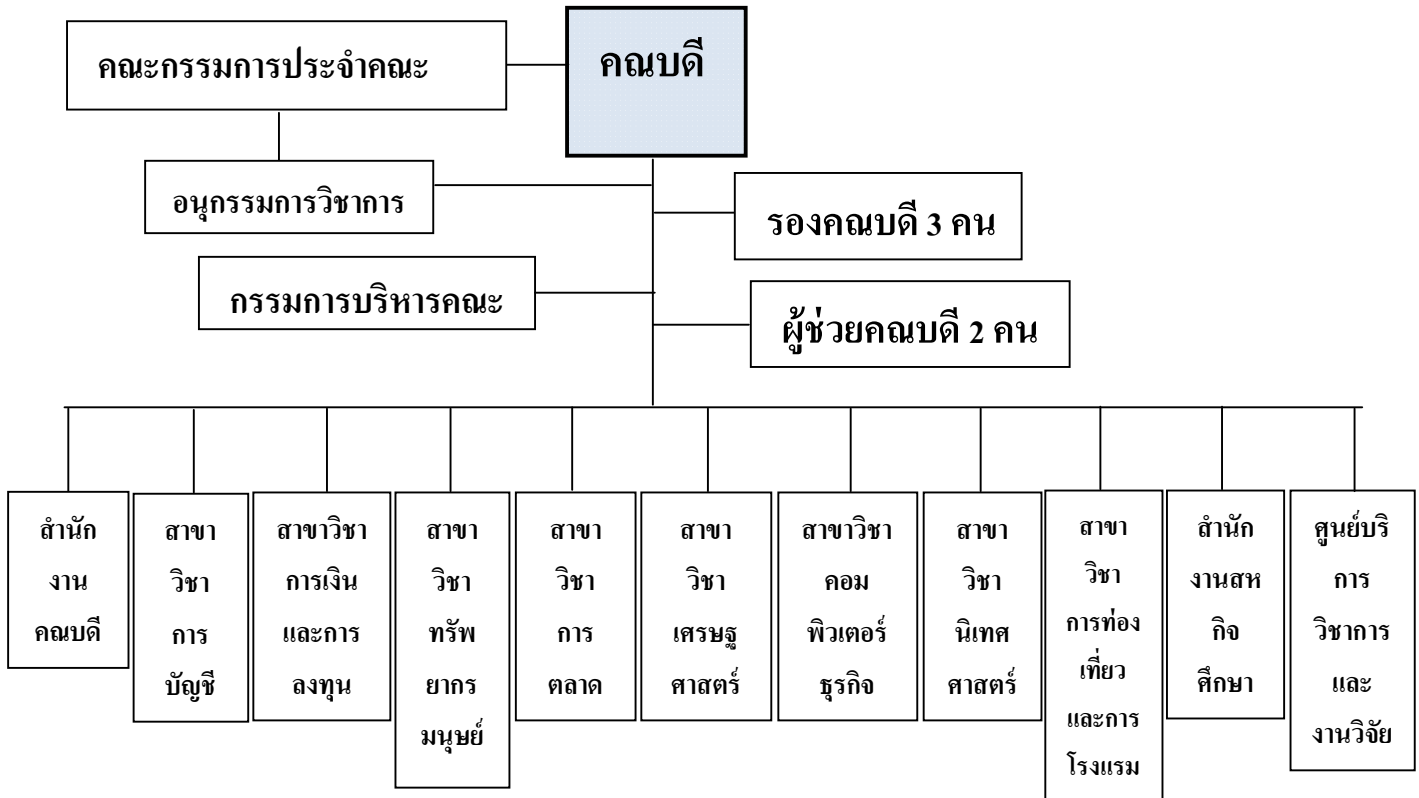 คณะกรรมการประจำคณะ
คณบดี
อนุกรรมการวิชาการ
รองคณบดี 3 คน
กรรมการบริหารคณะ
ผู้ช่วยคณบดี 2 คน
สำนัก
งาน
คณบดี
สาขา
วิชา
การ
บัญชี
สาขาวิชา
การเงิน
และการ
ลงทุน
สาขา
วิชา
ทรัพ
ยากร
มนุษย์
สาขา
วิชา
การ
ตลาด
สาขา
วิชา
เศรษฐ
ศาสตร์
สาขาวิชา
คอม
พิวเตอร์
ธุรกิจ
สาขา
วิชา
นิเทศ
ศาสตร์
สาขา
วิชา
การท่อง
เที่ยว
และการ
โรงแรม
สำนัก
งานสห
กิจ
ศึกษา
ศูนย์บริ
การ
วิชาการ
และ
งานวิจัย